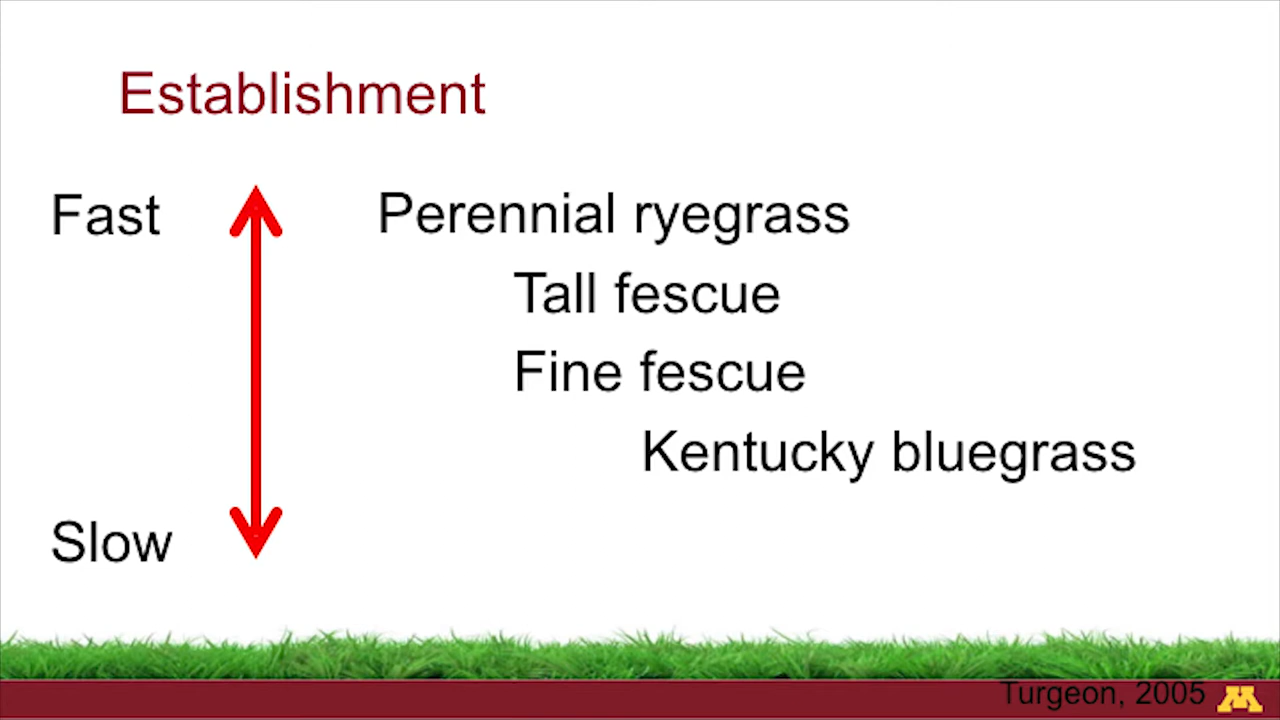 Establishment
Fast
Perennial ryegrass
Tall fescue
Fine fescue
Kentucky bluegrass
Slow
Turgeon, 2005
M